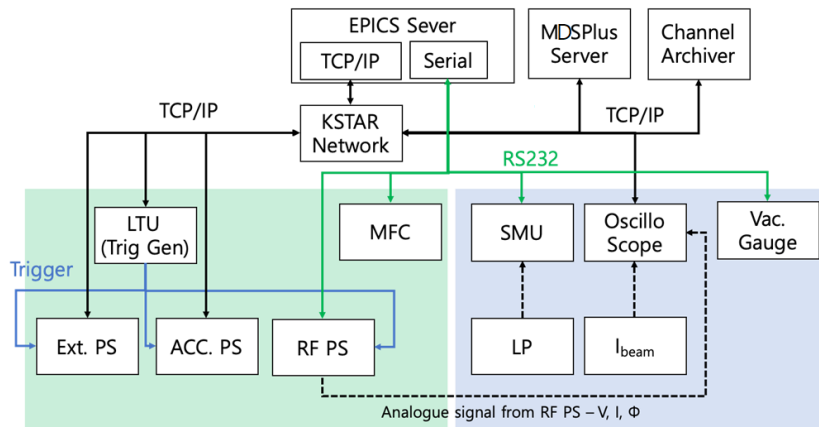 EPICS Sever
TCP/IP
Serial
MDSPlus
Server
Channel
Archiver
TCP/IP
KSTAR
Network
TCP/IP
RS232
LTU
(Trig Gen)
MFC
SMU
Oscillo
Scope
Vac.
Gauge
Trigger
Ext. PS
ACC. PS
RF PS
LP
Ibeam
Analogue signal from RF PS – V, I, Φ